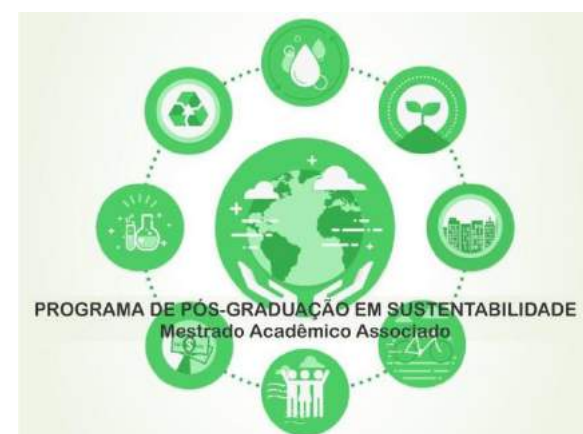 PROGRAMA DE PÓS-GRADUAÇÃO EM SUSTENTABILIDADE
Mestrado Acadêmico Associado